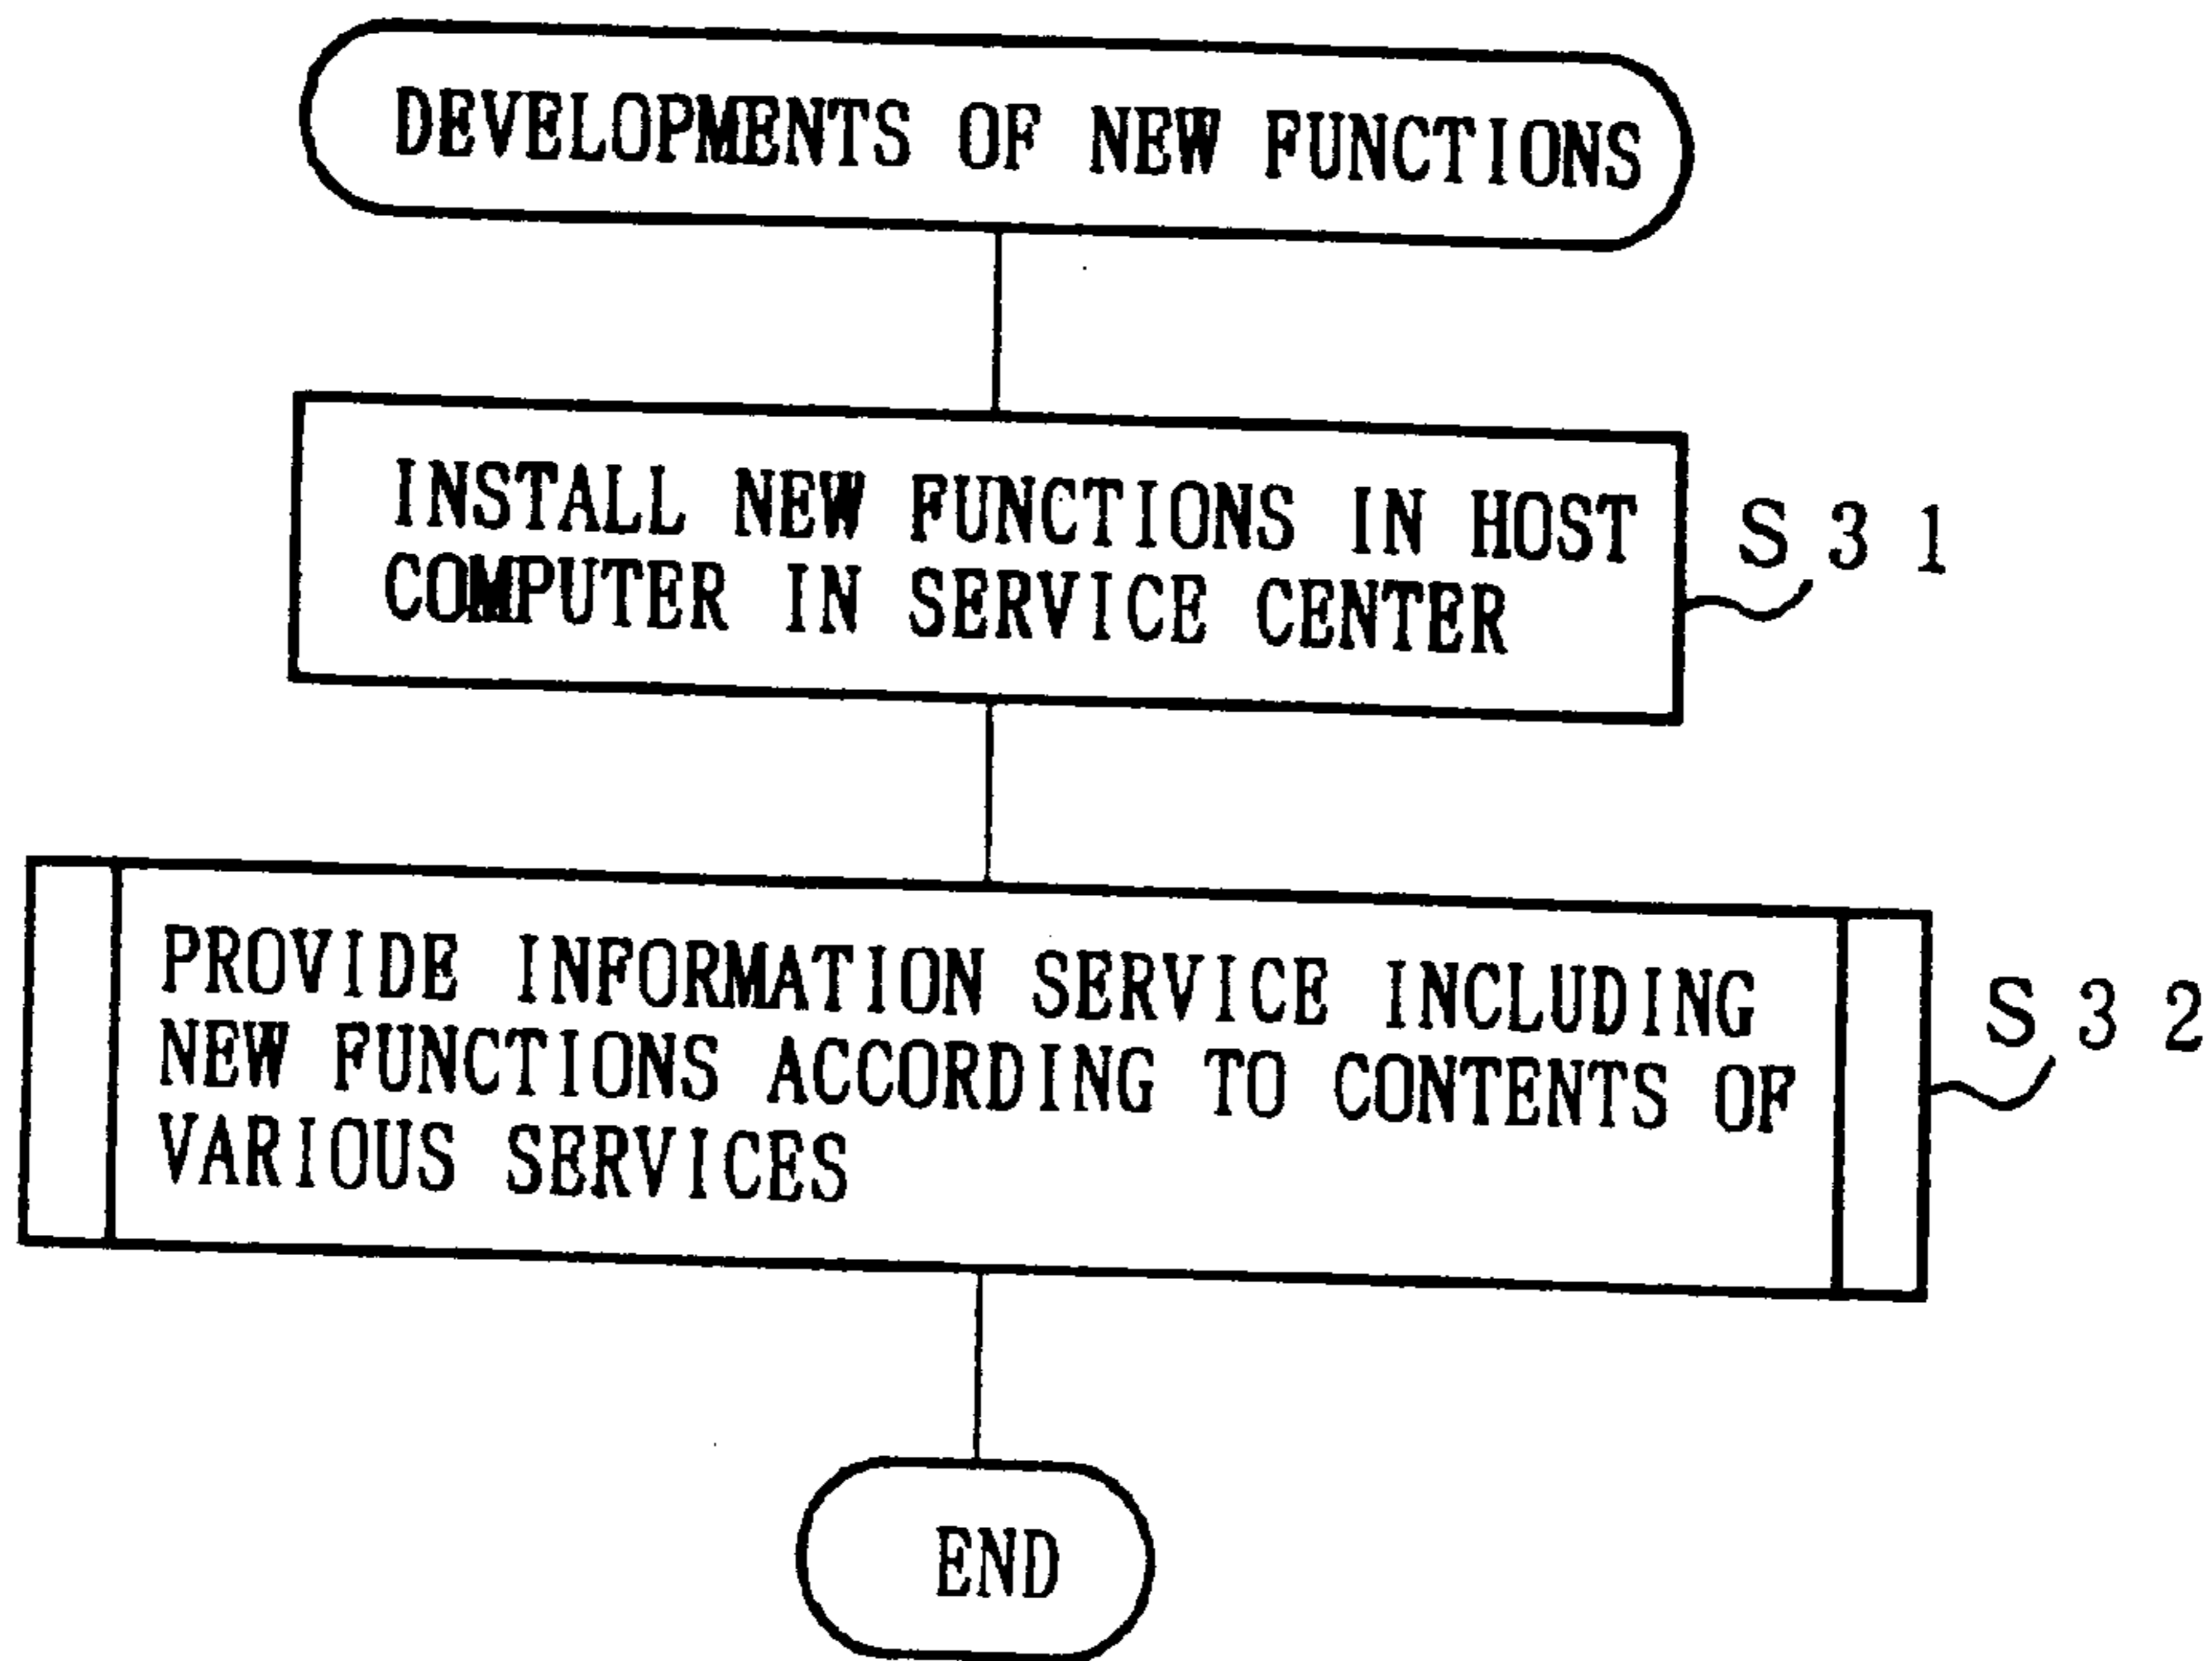 DEVELOPMENTS OF NEW FUNCTIONS
INSTALL NEW FUNCTIONS IN HOST
COMPUTER IN SERVICE CENTER
S31
PROVIDE INFORMATION SERVICE INCLUDING
NEW FUNCTIONS ACCORDING TO CONTENTS OF
VARIOUS SERVICES
S32
END